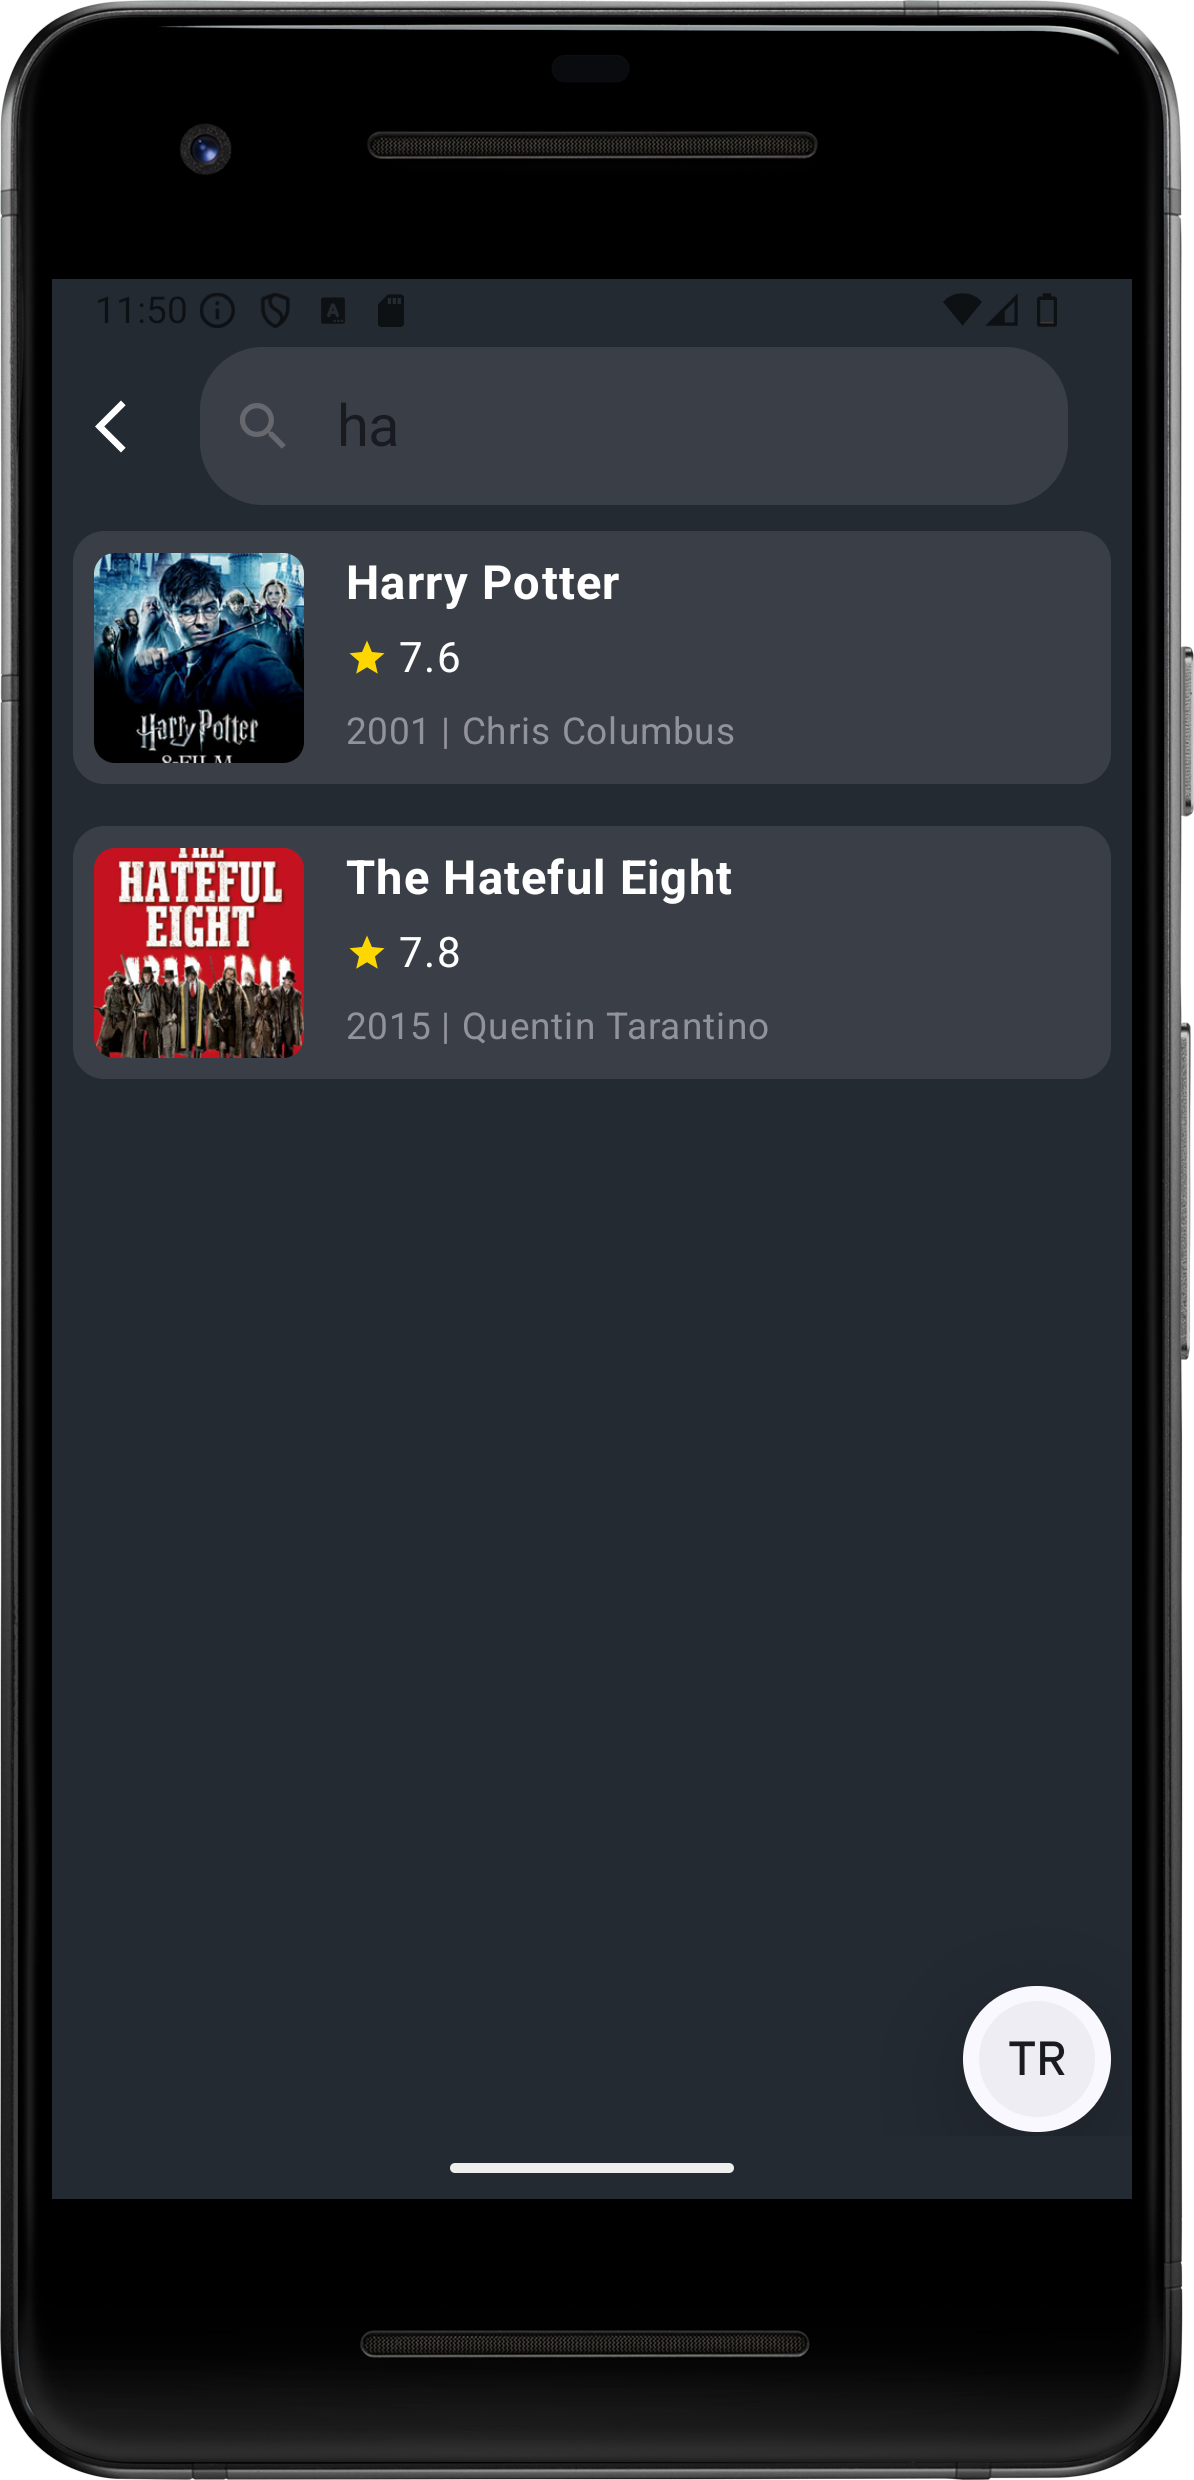 11:50
ha
Harry Potter
8-FILM
Harry Potter
7.6
2001 | Chris Columbus
THE
HATEFUL
EIGHT
The Hateful Eight
7.8
2015 | Quentin Tarantino
TR